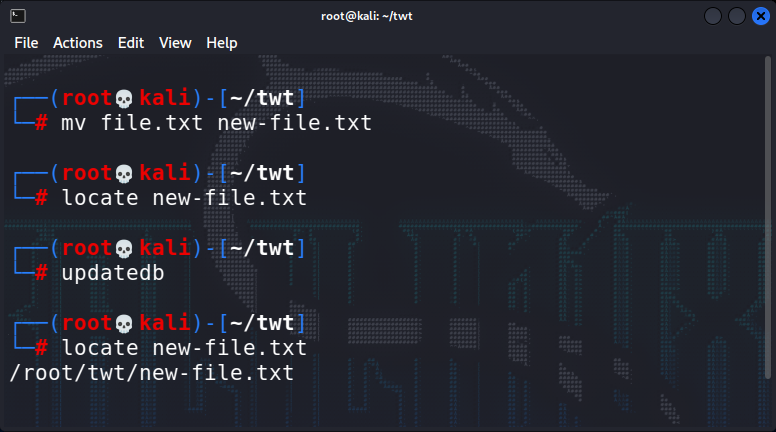 root@kali: ~/twt
File Actions Edit View Help
┌──(root💀kali)-[~/twt]
└─# mv file.txt new-file.txt
┌──(root💀kali)-[~/twt]
└─# locate new-file.txt
┌──(root💀kali)-[~/twt]
└─# updatedb
┌──(root💀kali)-[~/twt]
└─# locate new-file.txt
/root/twt/new-file.txt